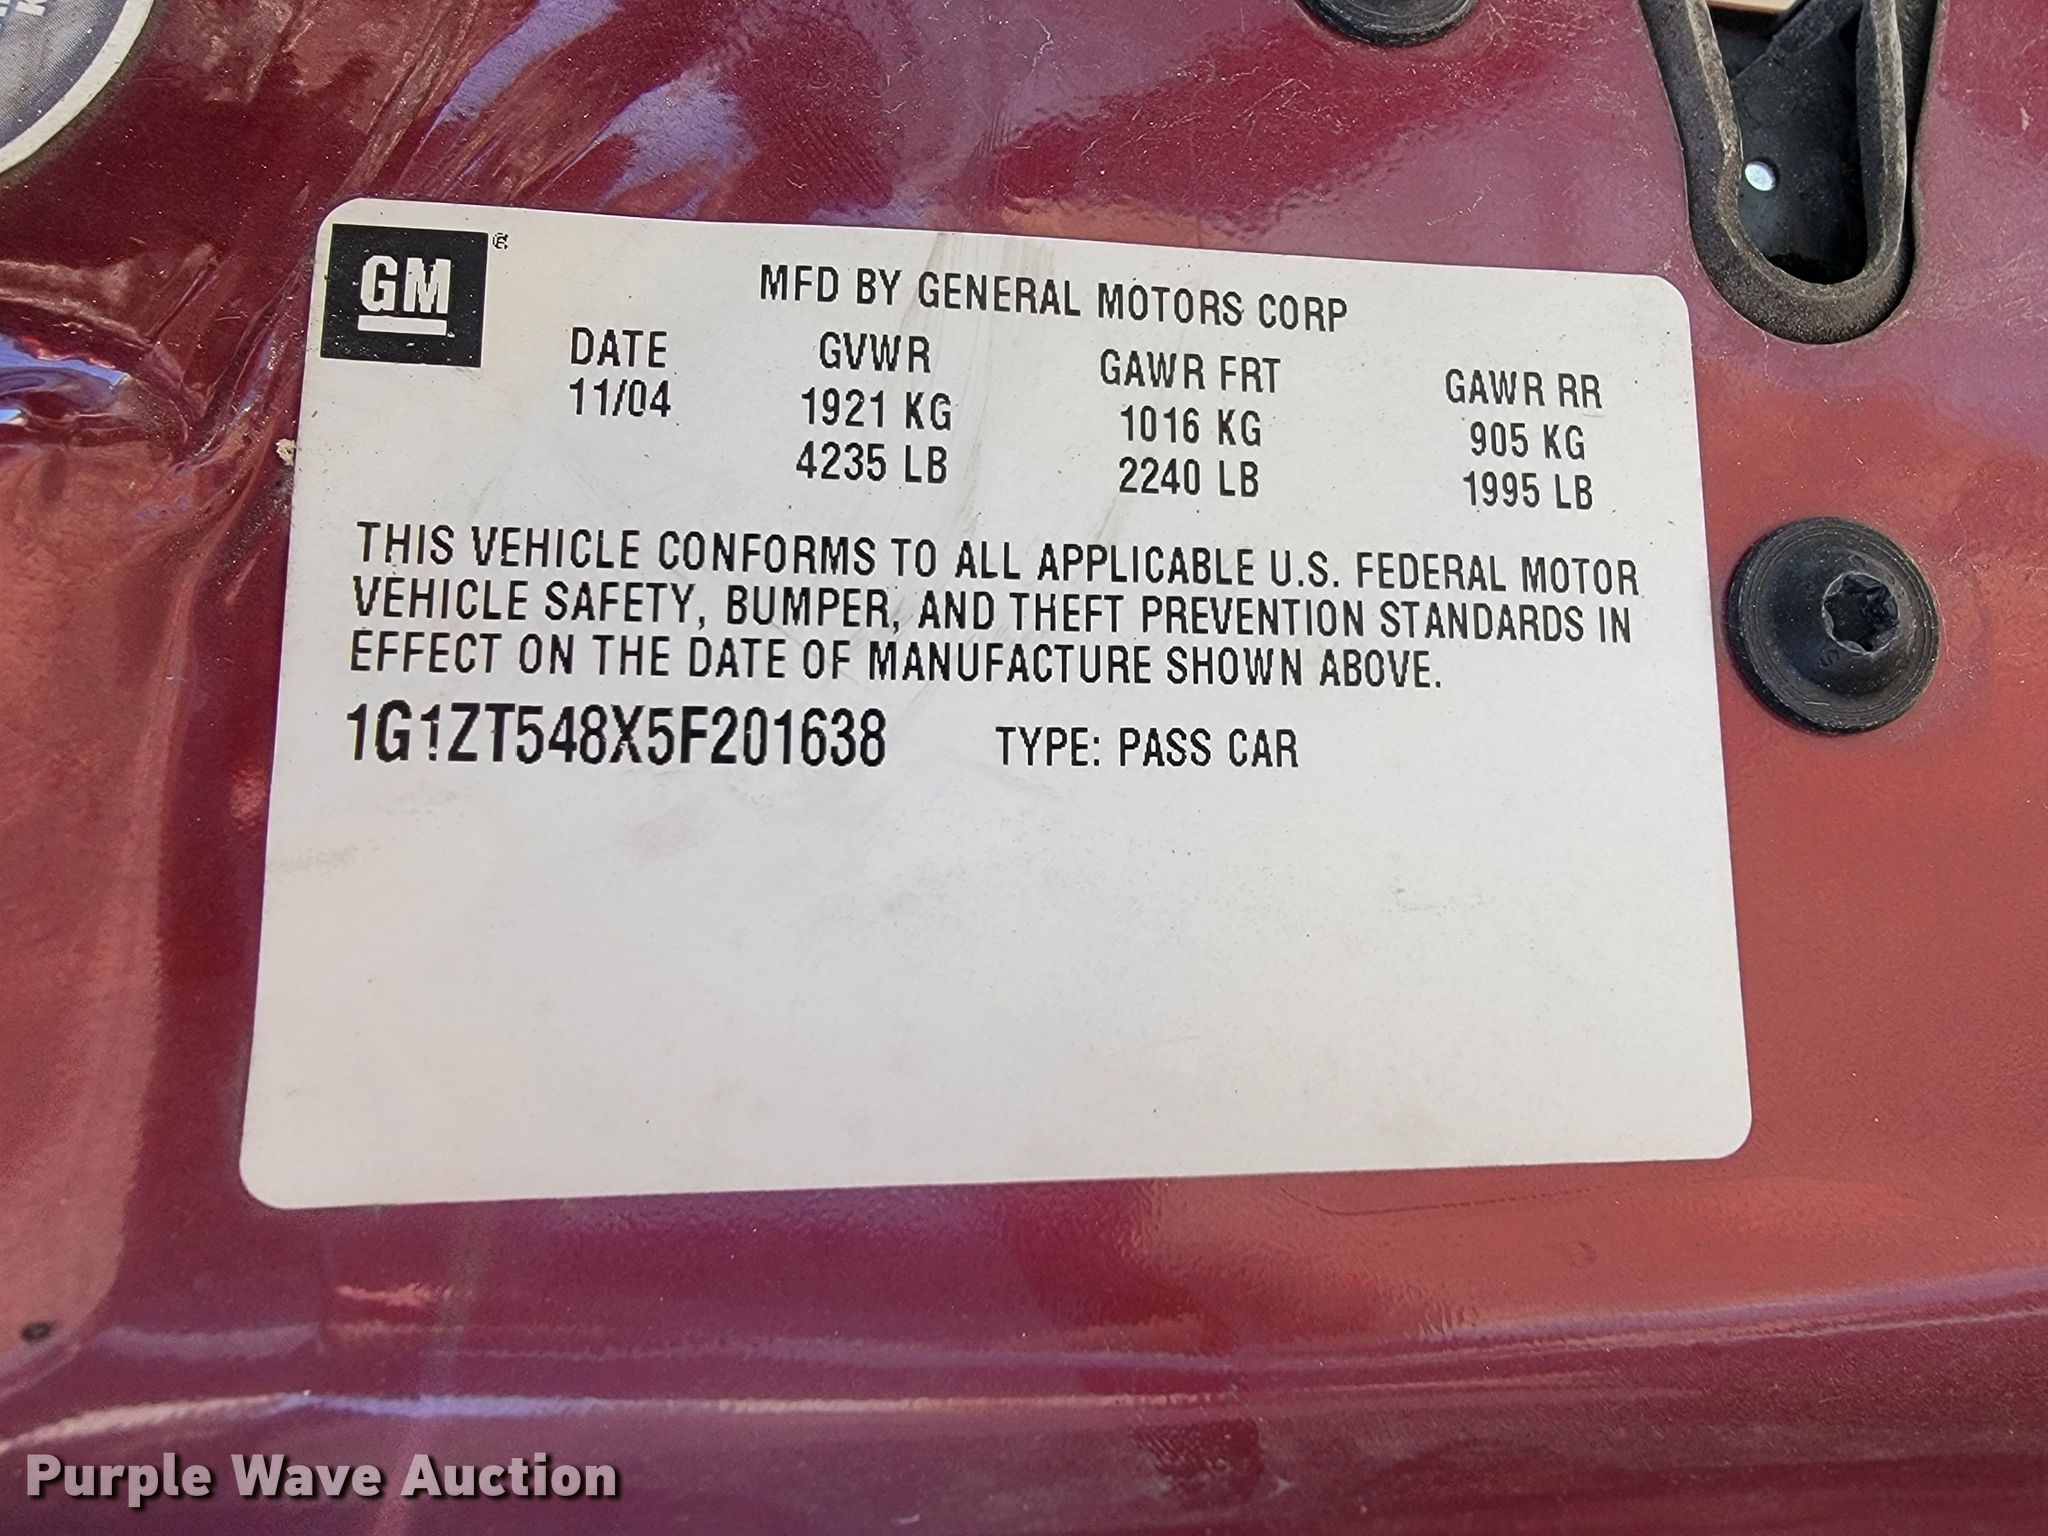 GM
MFD BY GENERAL MOTORS CORP
DATE GVWR GAWR FRT GAWR RR
11/04 1921 KG 1016 KG 905 KG
4235 LB 2240 LB 1995 LB
THIS VEHICLE CONFORMS TO ALL APPLICABLE U.S. FEDERAL MOTOR
VEHICLE SAFETY, BUMPER, AND THEFT PREVENTION STANDARDS IN
EFFECT ON THE DATE OF MANUFACTURE SHOWN ABOVE.
1G1ZT548X5F201638 TYPE: PASS CAR
Purple Wave Auction